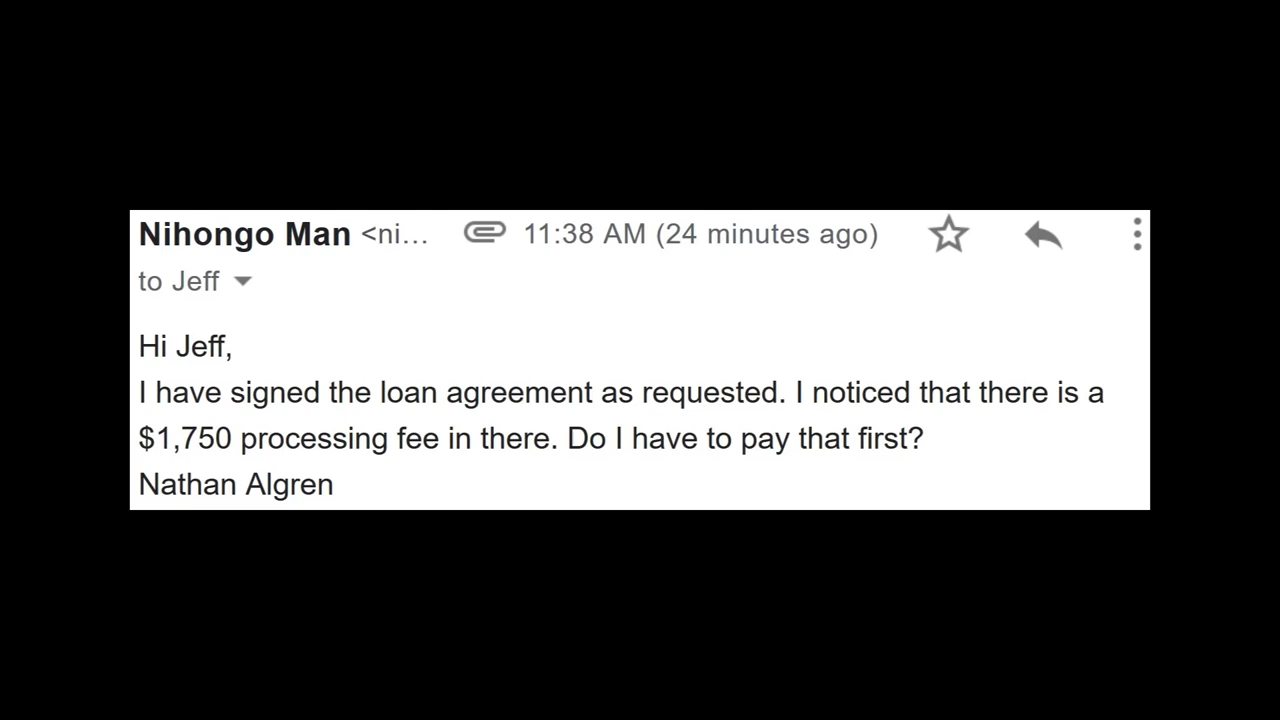 Nihongo Man <ni... 11:38 AM (24 minutes ago)
to Jeff
Hi Jeff,
I have signed the loan agreement as requested. I noticed that there is a
$1,750 processing fee in there. Do I have to pay that first?
Nathan Algren